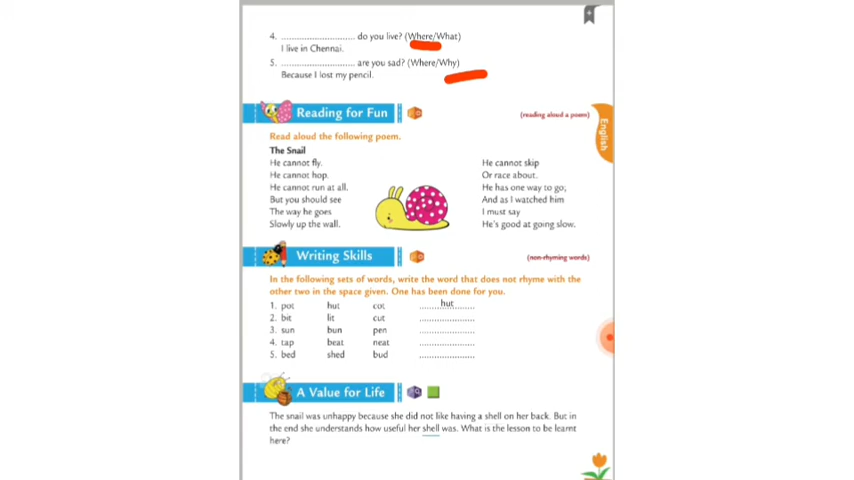 4. ............................ do you live? (Where/What)
I live in Chennai.
5. ............................ are you sad? (Where/Why)
Because I lost my pencil.
Reading for Fun
(reading aloud a poem)
English
Read aloud the following poem.
The Snail
He cannot fly.
He cannot hop.
He cannot run at all.
But you should see
The way he goes
Slowly up the wall.
He cannot skip
Or race about.
He has one way to go;
And as I watched him
I must say
He's good at going slow.
Writing Skills
(non-rhyming words)
In the following sets of words, write the word that does not rhyme with the
other two in the space given. One has been done for you.
1. pot hut cot hut
2. bit lit cut .....................
3. sun bun pen .....................
4. tap beat neat .....................
5. bed shed bud .....................
A Value for Life
The snail was unhappy because she did not like having a shell on her back. But in
the end she understands how useful her shell was. What is the lesson to be learnt
here?